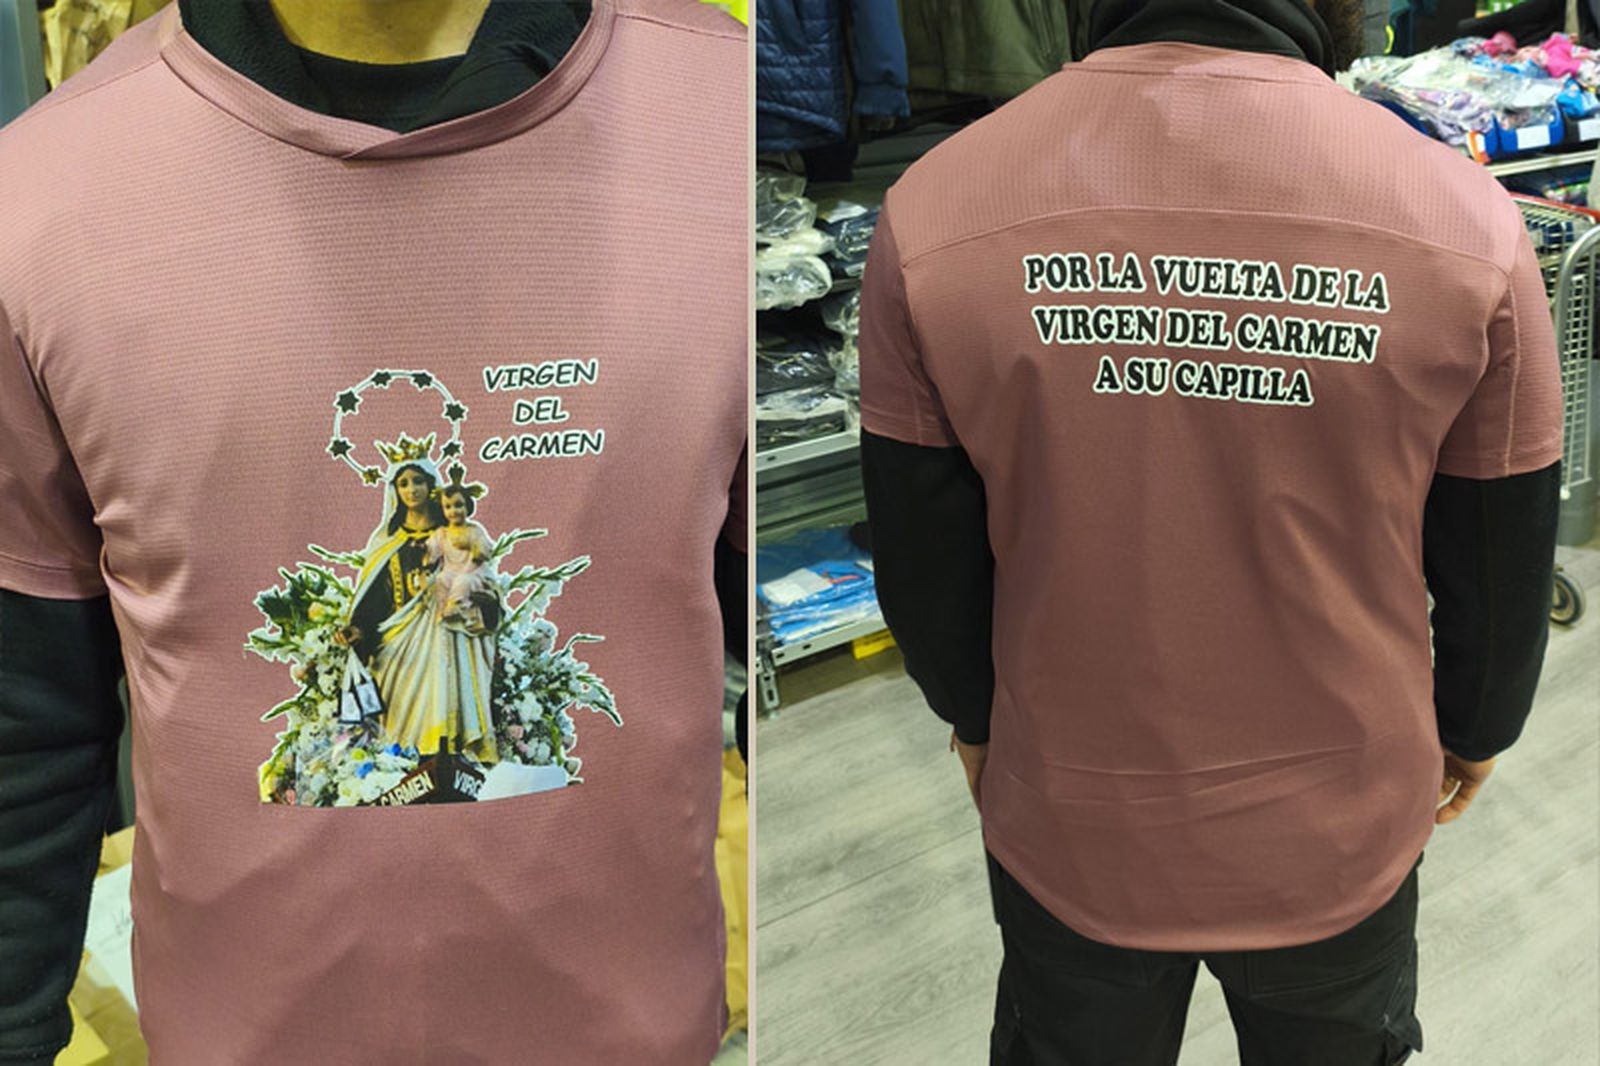 VIRGEN
DEL
CARMEN
CARMEN
POR LA VUELTA DE LA
VIRGEN DEL CARMEN
A SU CAPILLA